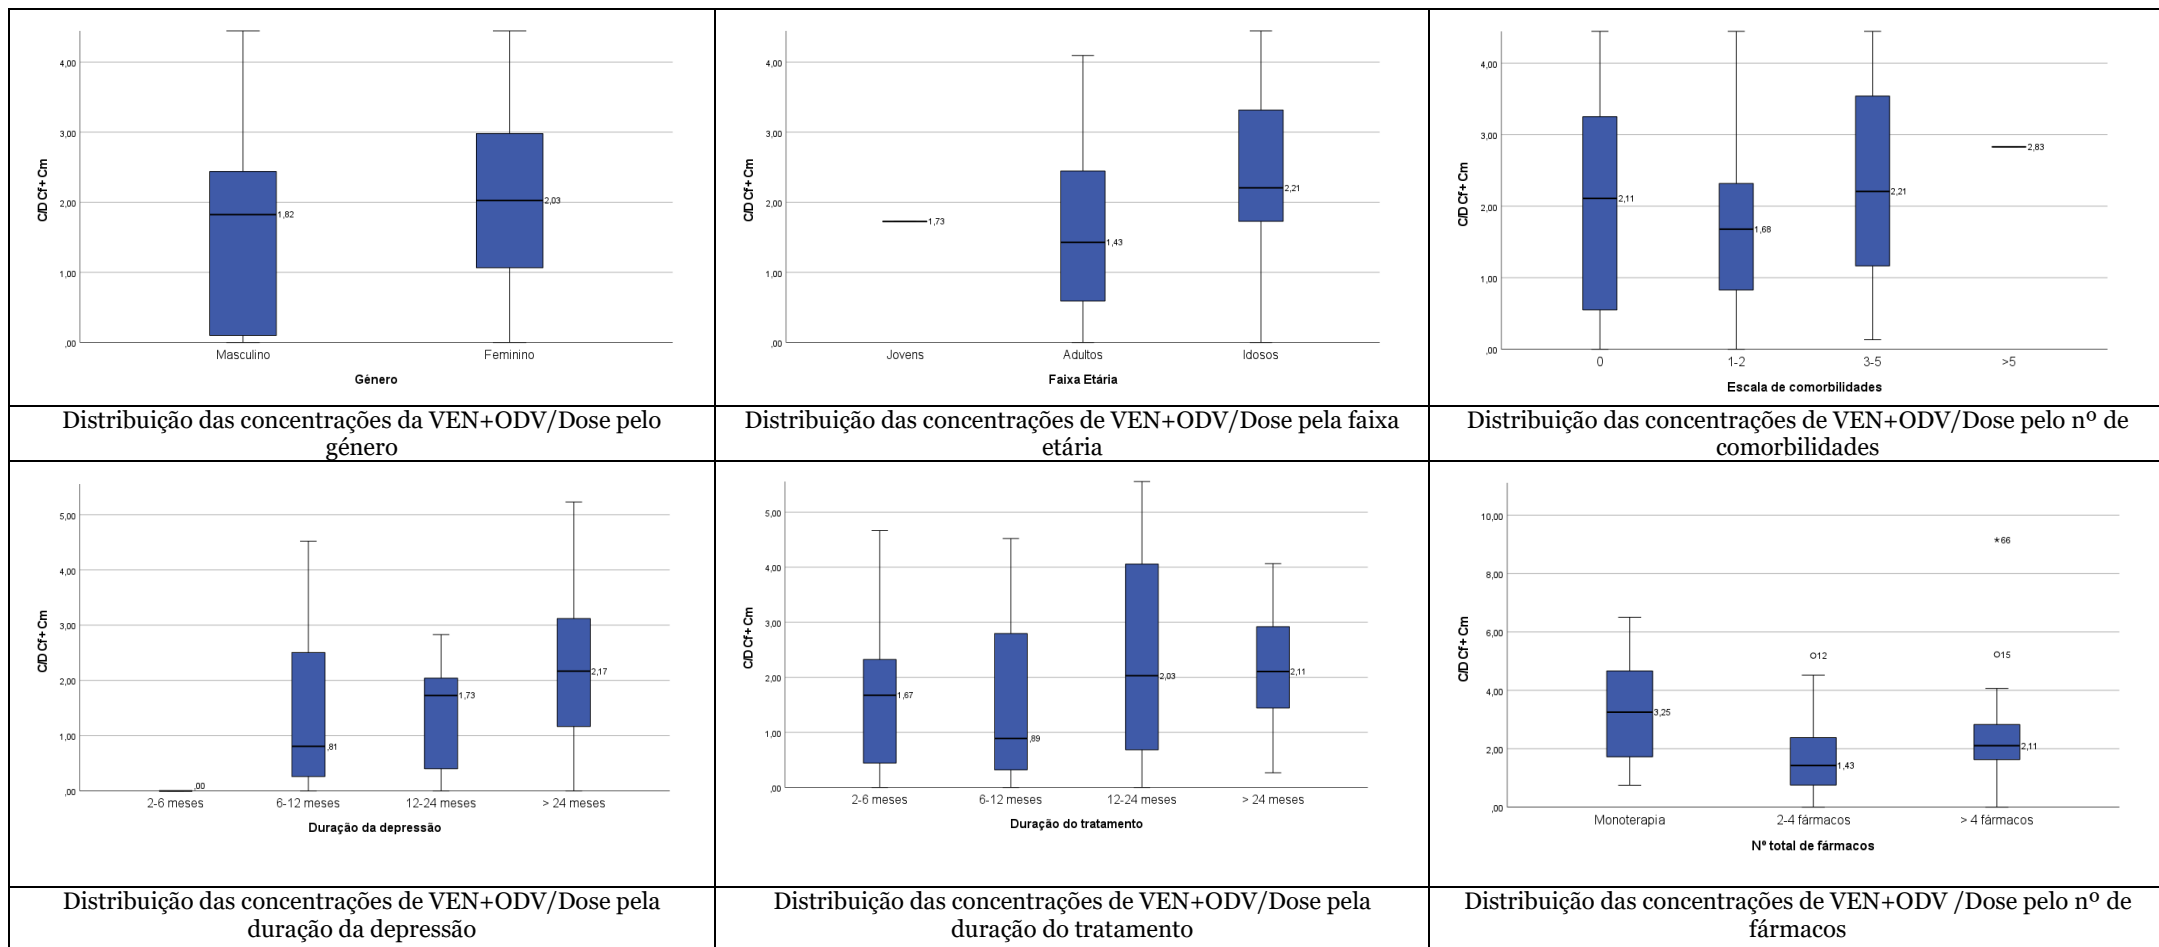 4,00
3,00
2,00
1,00
,00
C/D Cf + Cm
1,82
2,03
Masculino
Feminino
Género
4,00
3,00
2,00
1,00
,00
C/D Cf + Cm
1,73
1,43
2,21
Jovens
Adultos
Idosos
Faixa Etária
4,00
3,00
2,00
1,00
,00
C/D Cf + Cm
2,11
1,68
2,21
2,83
0
1-2
3-5
>5
Escala de comorbilidades
Distribuição das concentrações da VEN+ODV/Dose pelo
género
Distribuição das concentrações de VEN+ODV/Dose pela faixa
etária
Distribuição das concentrações de VEN+ODV/Dose pelo nº de
comorbilidades
5,00
4,00
3,00
2,00
1,00
,00
C/D Cf + Cm
,00
,81
1,73
2,17
2-6 meses
6-12 meses
12-24 meses
> 24 meses
Duração da depressão
5,00
4,00
3,00
2,00
1,00
,00
C/D Cf + Cm
1,67
,89
2,03
2,11
2-6 meses
6-12 meses
12-24 meses
> 24 meses
Duração do tratamento
10,00
8,00
6,00
4,00
2,00
,00
C/D Cf + Cm
*66
12
15
3,25
1,43
2,11
Monoterapia
2-4 fármacos
> 4 fármacos
Nº total de fármacos
Distribuição das concentrações de VEN+ODV/Dose pela
duração da depressão
Distribuição das concentrações de VEN+ODV/Dose pela
duração do tratamento
Distribuição das concentrações de VEN+ODV /Dose pelo nº de
fármacos